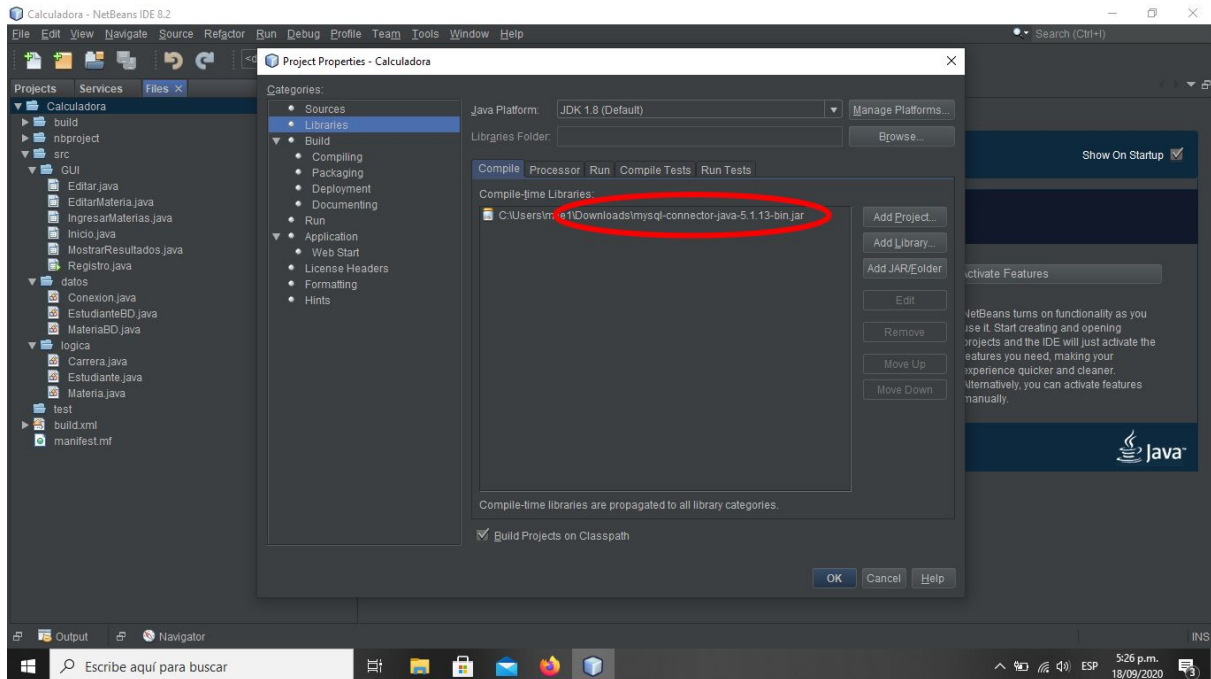 Calculadora - NetBeans IDE 8.2
File Edit View Navigate Source Refactor Run Debug Profile Team Tools Window Help
Search (Ctrl+I)
Projects Services Files
Calculadora
build
nbproject
src
GUI
Editar.java
EditarMateria.java
IngresarMaterias.java
Inicio.java
MostrarResultados.java
Registro.java
datos
Conexion.java
EstudianteBD.java
MateriaBD.java
logica
Carrera.java
Estudiante.java
Materia.java
test
build.xml
manifest.mf
Project Properties - Calculadora
Categories:
Sources
Libraries
Build
Compiling
Packaging
Deployment
Documenting
Run
Application
Web Start
License Headers
Formatting
Hints
Java Platform: JDK 1.8 (Default) Manage Platforms...
Libraries Folder: Browse...
Compile Processor Run Compile Tests Run Tests
Compile-time Libraries:
\Downloads\mysql-connector-java-5.1.13-bin.jar
Add Project...
Add Library...
Add JAR/Folder
Edit
Remove
Move Up
Move Down
Compile-time libraries are propagated to all library categories.
Build Projects on Classpath
OK Cancel Help
Show On Startup
Activate Features
NetBeans turns on functionality as you
use it. Start creating and opening
projects and the IDE will just activate the
features you need, making your
experience quicker and cleaner.
Alternatively, you can activate features
manually.
Java
Output Navigator
INS
Escribe aquí para buscar
ESP
5:26 p.m.
18/09/2020
3